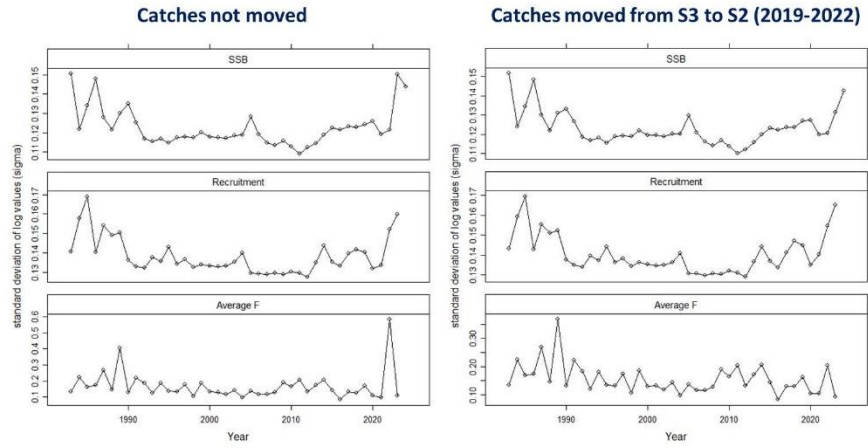 Catches not moved
Catches moved from S3 to S2 (2019-2022)
SSB
0.11 0.12 0.13 0.14 0.15
Recruitment
0.13 0.14 0.15 0.16 0.17
Average F
0.1 0.2 0.3 0.4 0.5 0.6
standard deviation of log values (sigma)
1990 2000 2010 2020
Year
SSB
0.11 0.12 0.13 0.14 0.15
Recruitment
0.13 0.14 0.15 0.16 0.17
Average F
0.10 0.20 0.30
standard deviation of log values (sigma)
1990 2000 2010 2020
Year